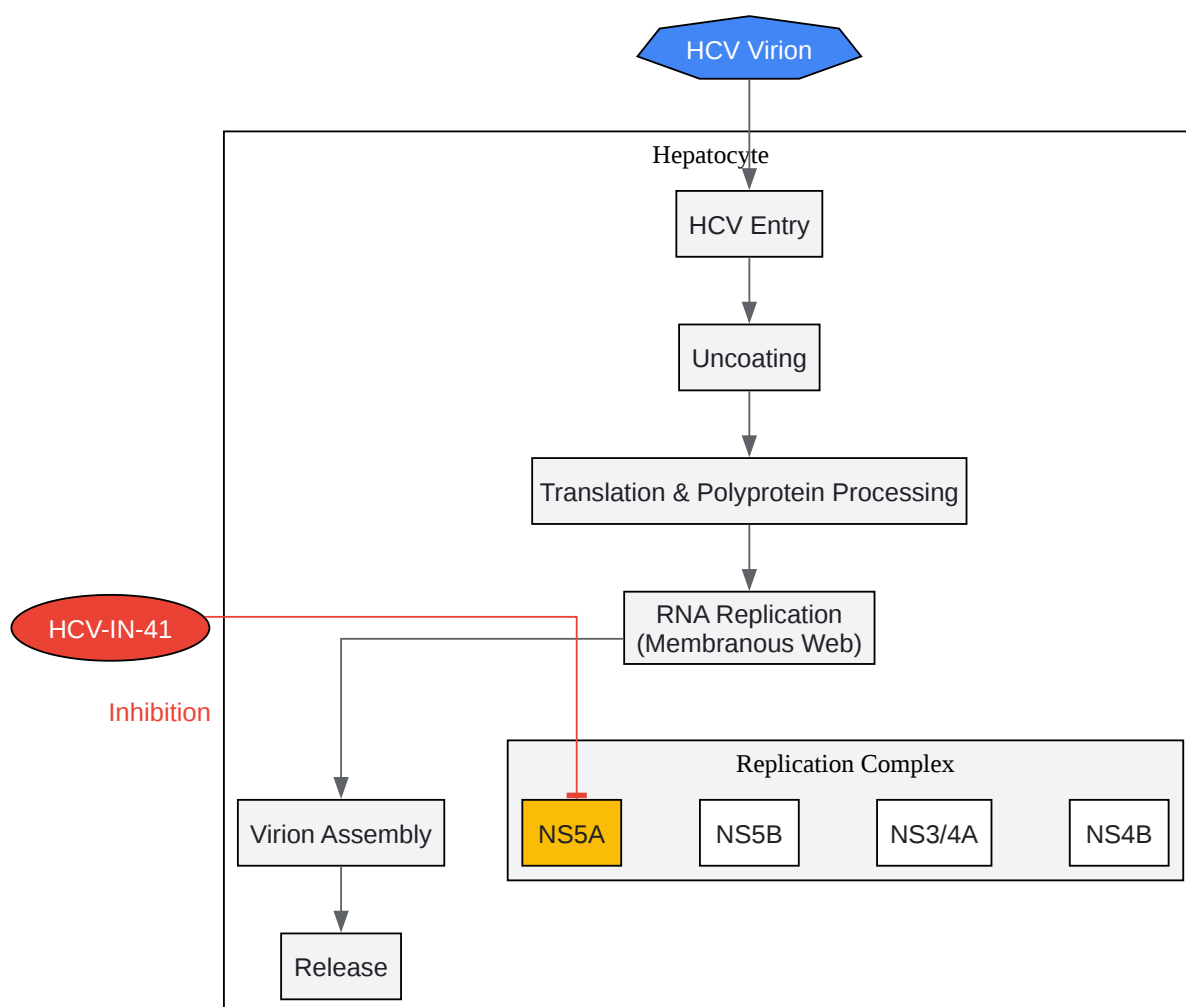 HCV Virion
Hepatocyte
HCV Entry
Uncoating
Translation & Polyprotein Processing
RNA Replication
(Membranous Web)
HCV-IN-41
Inhibition
Replication Complex
NS5A
NS5B
NS3/4A
NS4B
Virion Assembly
Release